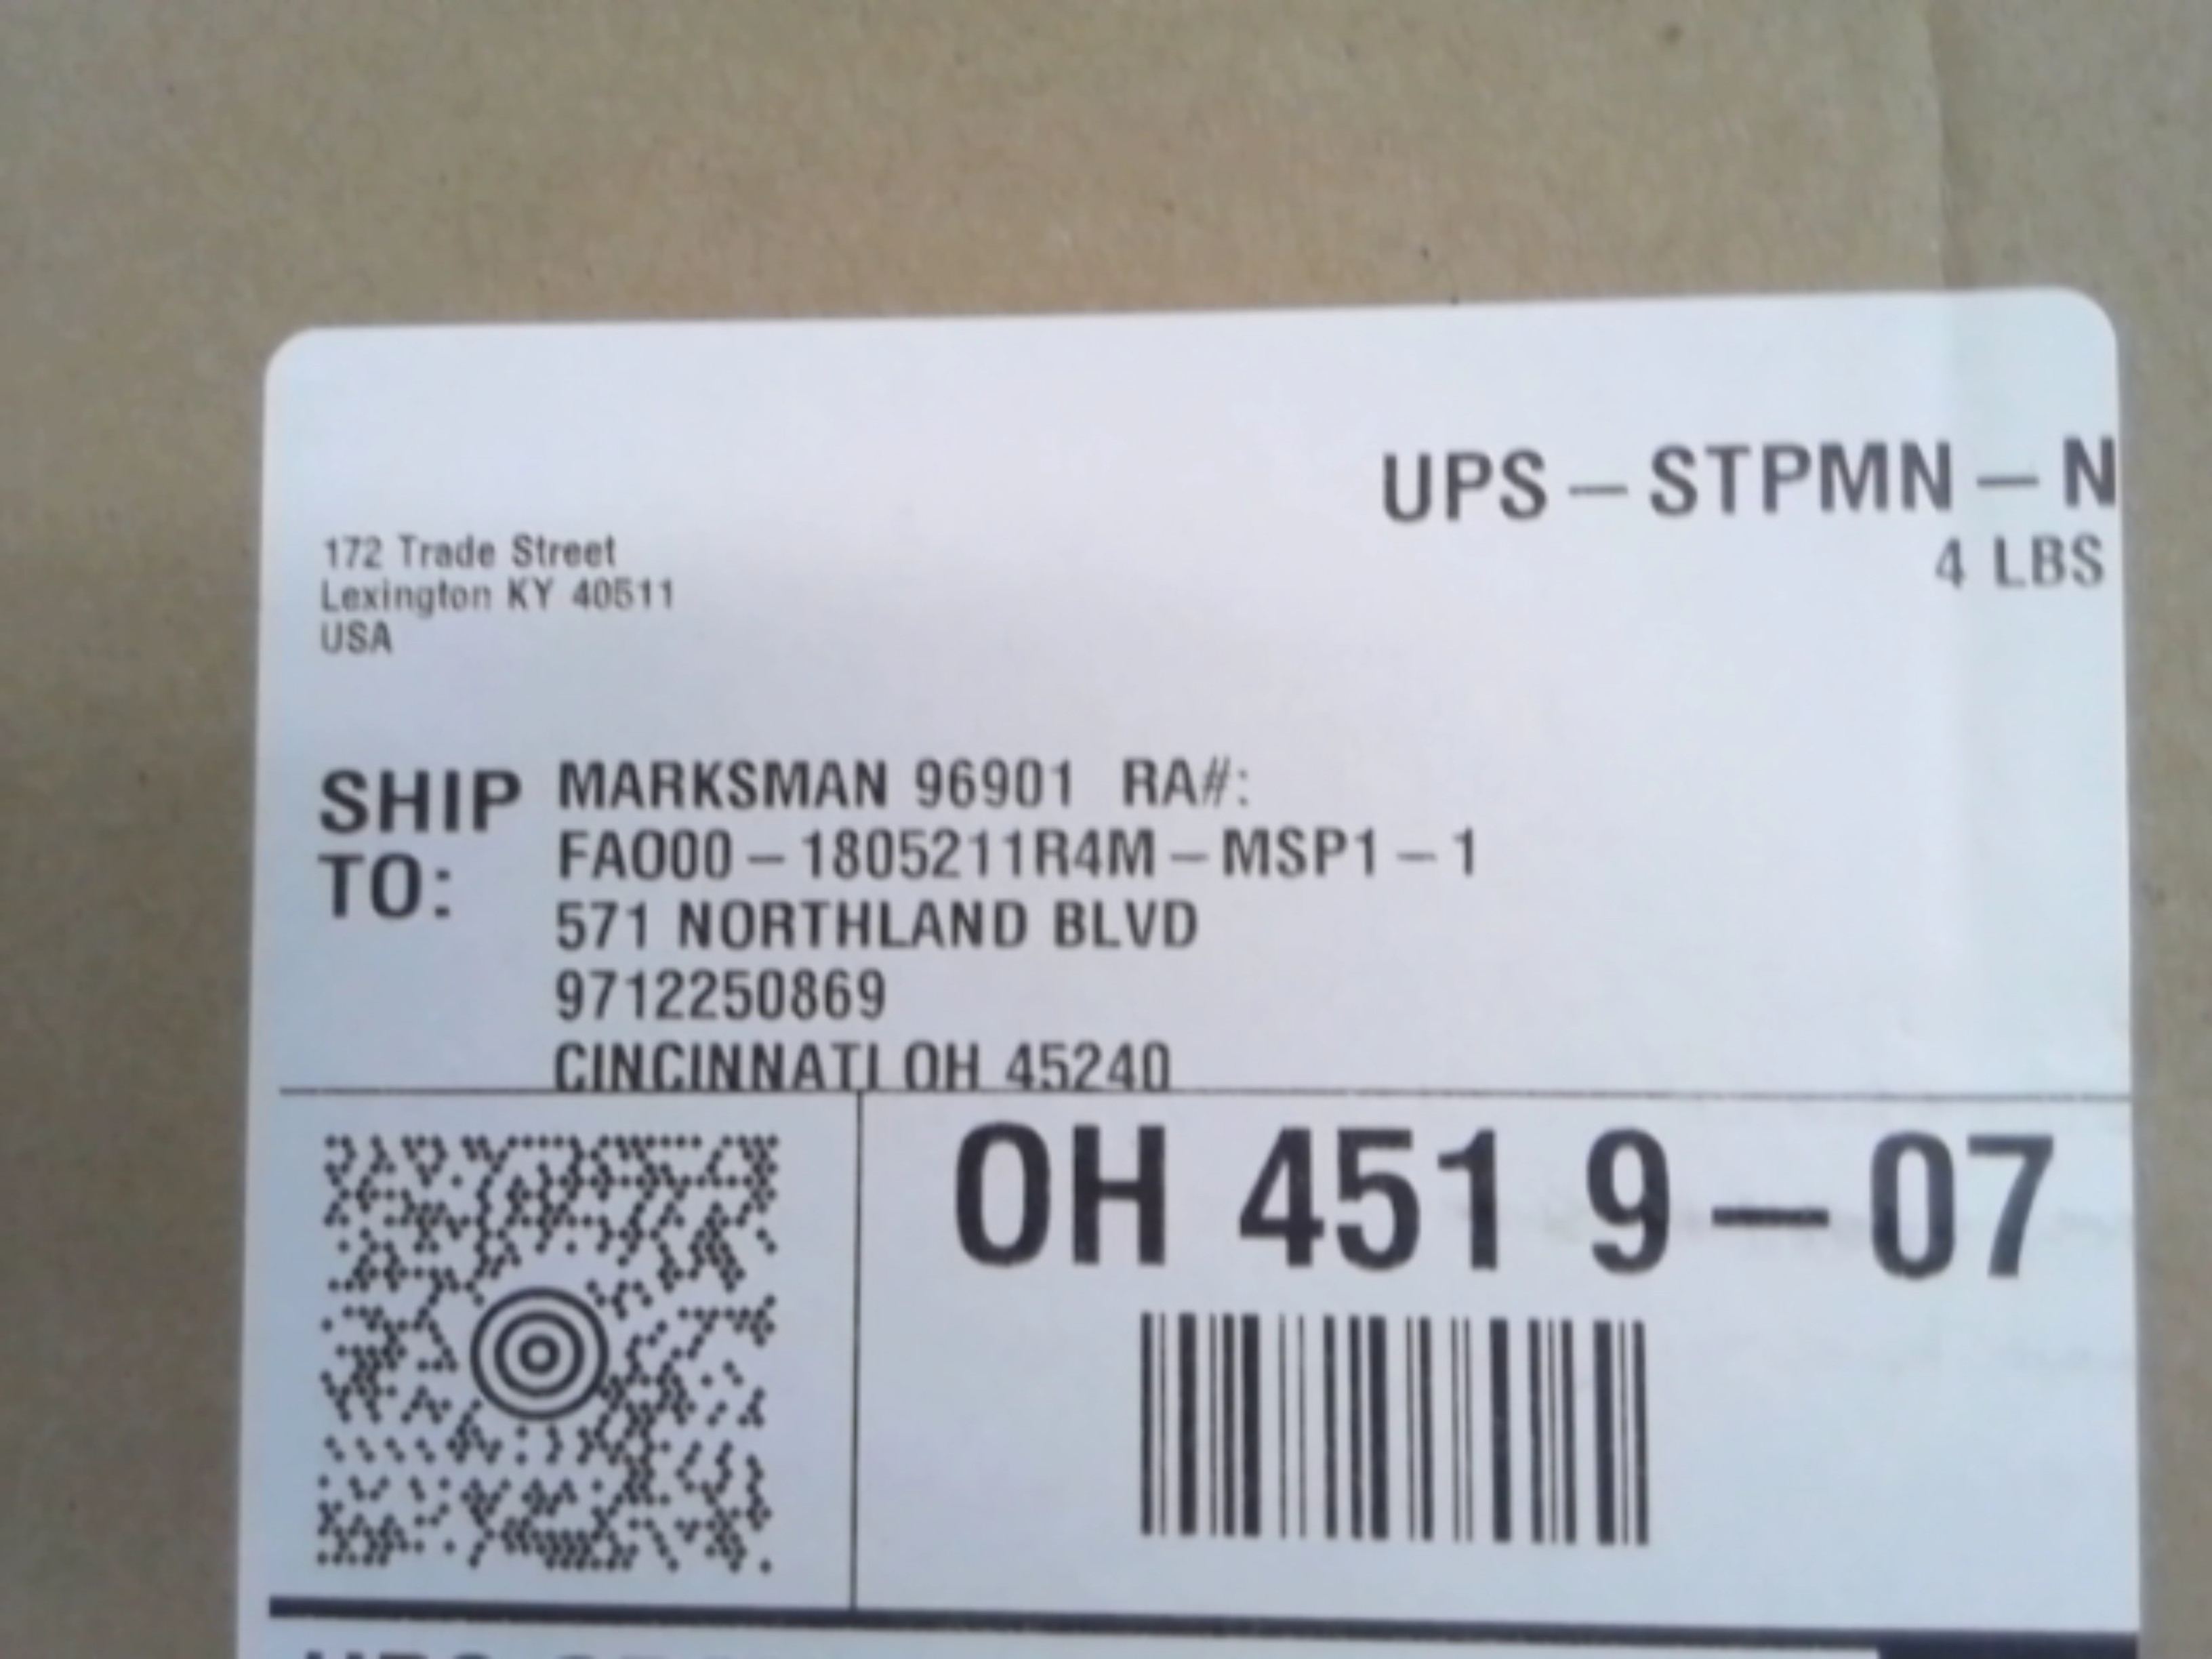 UPS – STPMN – N
4 LBS
172 Trade Street
Lexington KY 40511
USA
SHIP TO:
MARKSMAN 96901 RA#:
FAO00 – 1805211R4M – MSP1 – 1
571 NORTHLAND BLVD
9712250869
CINCINNATI OH 45240
OH 451 9 – 07